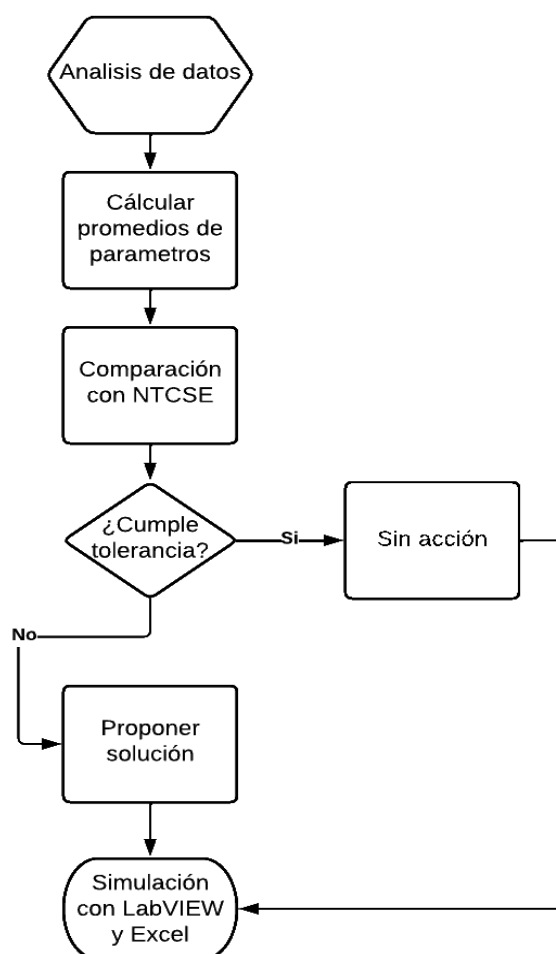 Analisis de datos
Cálcular
promedios de
parametros
Comparación
con NTCSE
¿Cumple
tolerancia?
Si
Sin acción
No
Proponer
solución
Simulación
con LabVIEW
y Excel